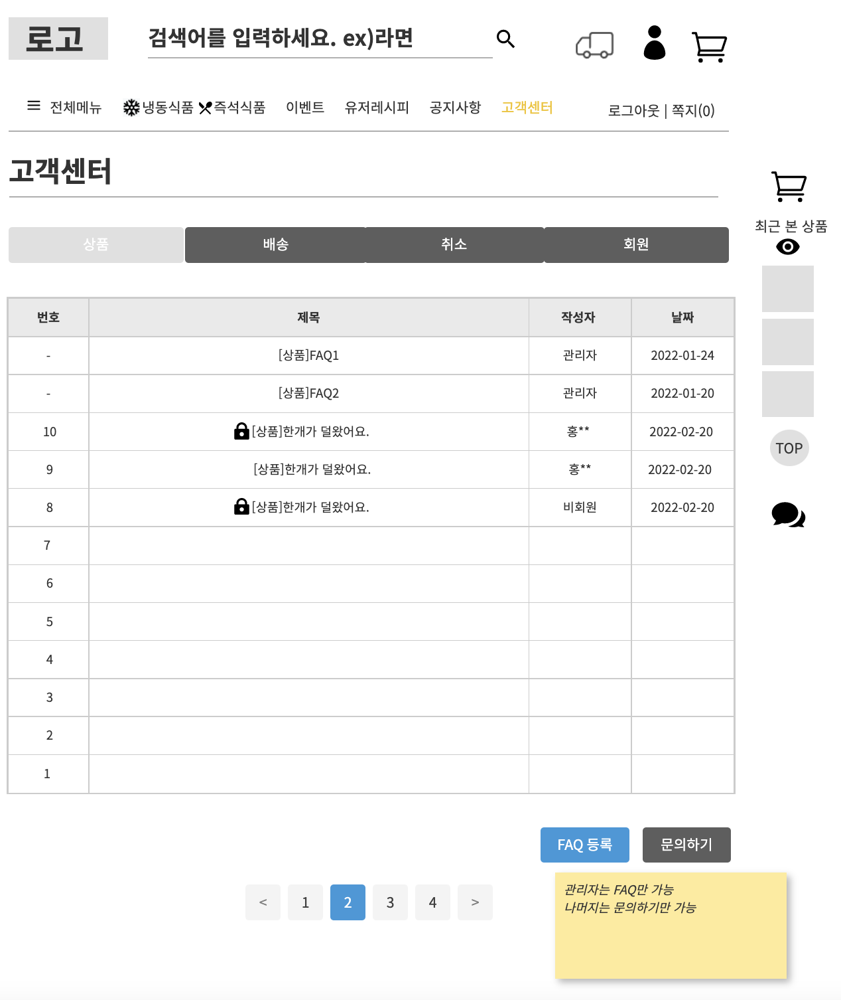 로고
검색어를 입력하세요. ex)라면
전체메뉴 냉동식품 즉석식품 이벤트 유저레시피 공지사항 고객센터 로그아웃 | 쪽지(0)
고객센터
상품 배송 취소 회원
번호 제목 작성자 날짜
- [상품]FAQ1 관리자 2022-01-24
- [상품]FAQ2 관리자 2022-01-20
10 [상품]한개가 덜왔어요. 홍** 2022-02-20
9 [상품]한개가 덜왔어요. 홍** 2022-02-20
8 [상품]한개가 덜왔어요. 비회원 2022-02-20
7
6
5
4
3
2
1
최근 본 상품
TOP
FAQ 등록 문의하기
< 1 2 3 4 >
관리자는 FAQ만 가능
나머지는 문의하기만 가능